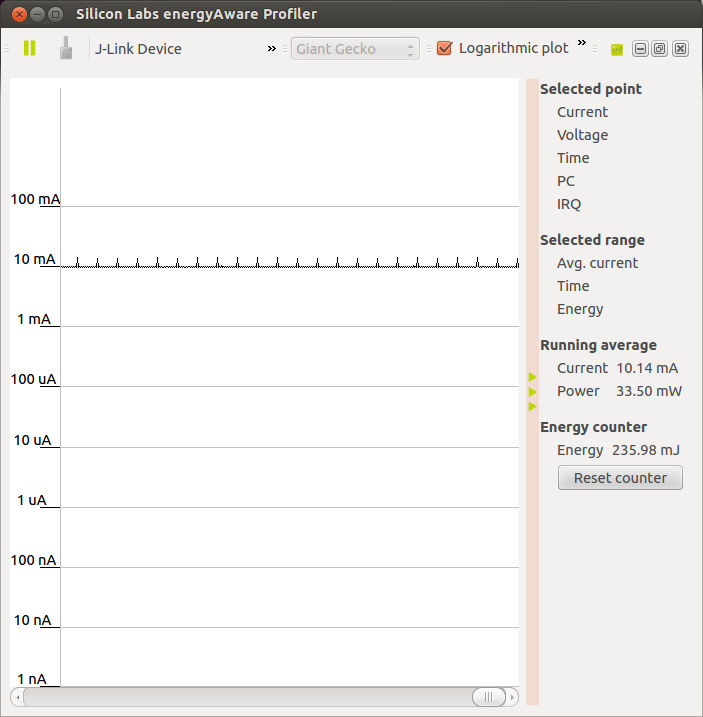 Silicon Labs energyAware Profiler
J-Link Device
» Giant Gecko
Logarithmic plot »
100 mA
10 mA
1 mA
100 uA
10 uA
1 uA
100 nA
10 nA
1 nA
Selected point
Current
Voltage
Time
PC
IRQ
Selected range
Avg. current
Time
Energy
Running average
Current 10.14 mA
Power 33.50 mW
Energy counter
Energy 235.98 mJ
Reset counter